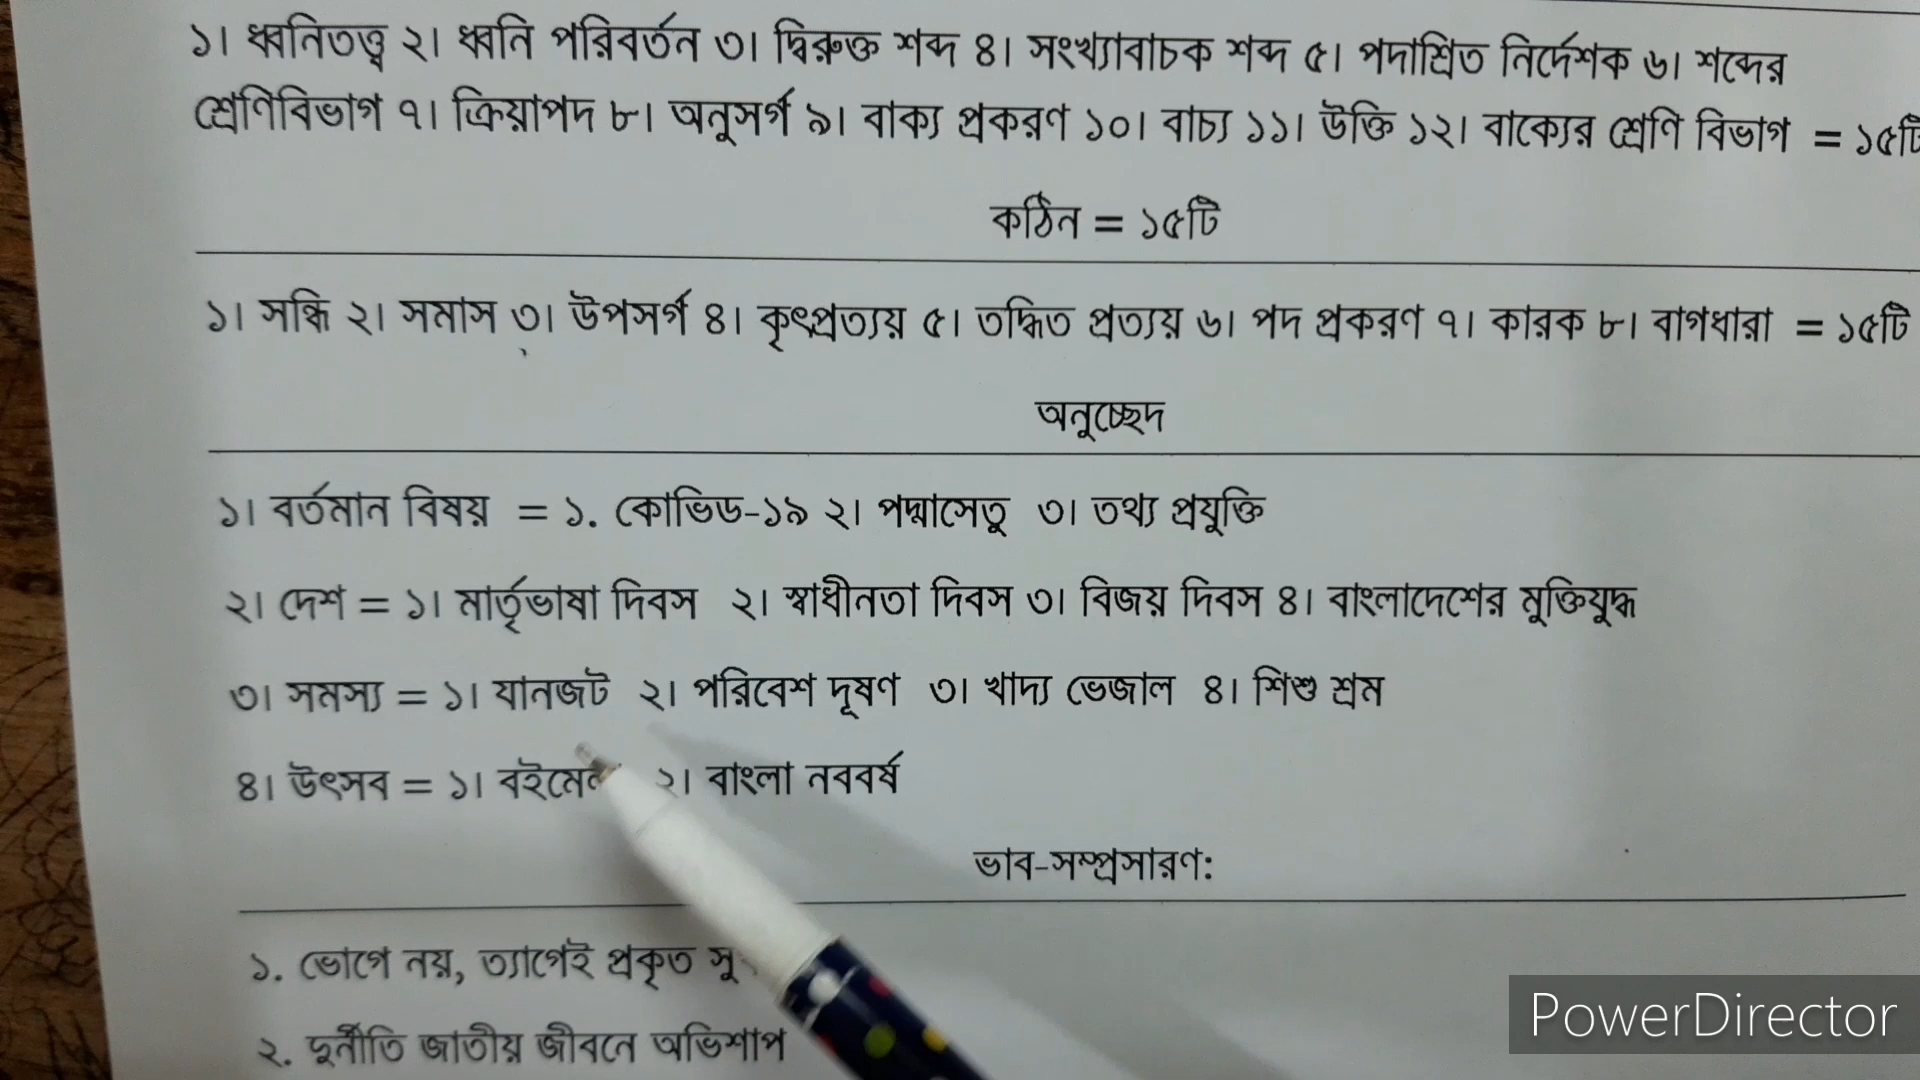 ১। ধ্বনিতত্ত্ব ২। ধ্বনি পরিবর্তন ৩। দ্বিরুক্ত শব্দ ৪। সংখ্যাবাচক শব্দ ৫। পদাশ্রিত নির্দেশক ৬। শব্দের
শ্রেণিবিভাগ ৭। ক্রিয়াপদ ৮। অনুসর্গ ৯। বাক্য প্রকরণ ১০। বাচ্য ১১। উক্তি ১২। বাক্যের শ্রেণি বিভাগ = ১৫টি
কঠিন = ১৫টি
১। সন্ধি ২। সমাস ৩। উপসর্গ ৪। কৃৎপ্রত্যয় ৫। তদ্ধিত প্রত্যয় ৬। পদ প্রকরণ ৭। কারক ৮। বাগধারা = ১৫টি
অনুচ্ছেদ
১। বর্তমান বিষয় = ১. কোভিড-১৯ ২। পদ্মাসেতু ৩। তথ্য প্রযুক্তি
২। দেশ = ১। মার্তৃভাষা দিবস ২। স্বাধীনতা দিবস ৩। বিজয় দিবস ৪। বাংলাদেশের মুক্তিযুদ্ধ
৩। সমস্য = ১। যানজট ২। পরিবেশ দূষণ ৩। খাদ্য ভেজাল ৪। শিশু শ্রম
৪। উৎসব = ১। ২। বাংলা নববর্ষ
ভাব-সম্প্রসারণ:
১. ভোগে নয়, ত্যাগেই প্রকৃত
২. দুর্নীতি জাতীয় জীবনে অভিশাপ
PowerDirector